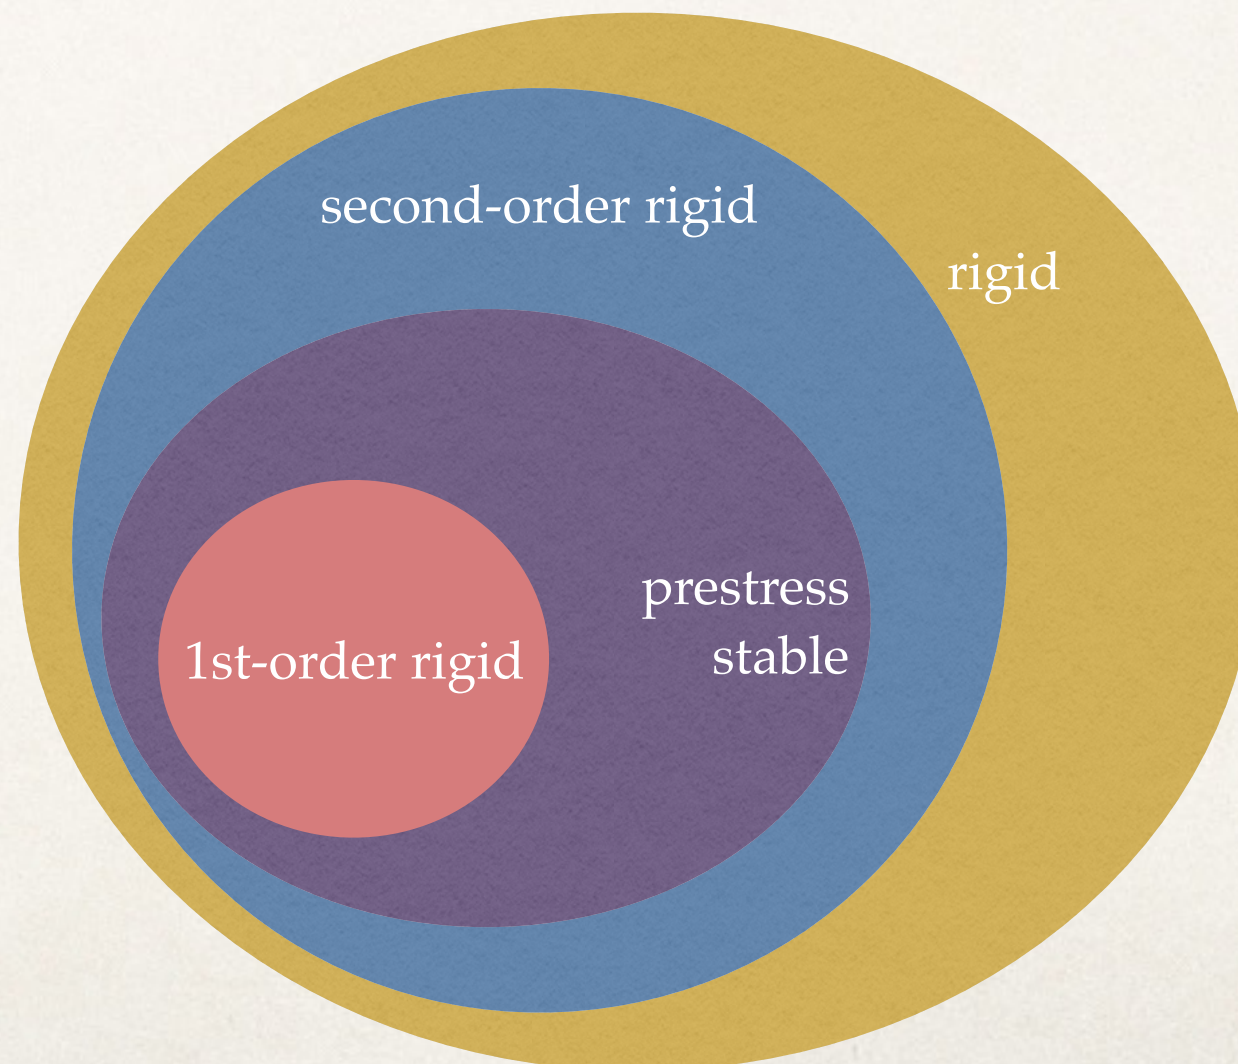 second-order rigid
rigid
prestress
stable
1st-order rigid